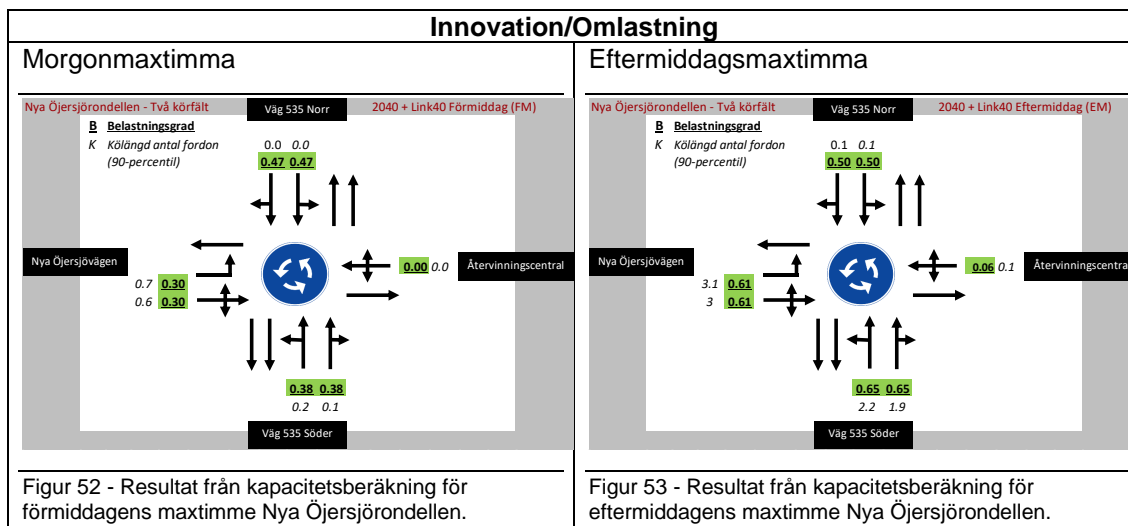 Innovation/Omlastning
Morgonmaxtimma
Nya Öjersjörondellen - Två körfält
Väg 535 Norr
2040 + Link40 Förmiddag (FM)
B Belastningsgrad
K Kölängd antal fordon
(90-percentil)
0.0 0.0
0.47 0.47
Nya Öjersjövägen
0.7 0.30
0.6 0.30
0.00 0.0
Återvinningscentral
0.38 0.38
0.2 0.1
Väg 535 Söder
Figur 52 - Resultat från kapacitetsberäkning för
förmiddagens maxtimme Nya Öjersjörondellen.
Eftermiddagsmaxtimma
Nya Öjersjörondellen - Två körfält
Väg 535 Norr
2040 + Link40 Eftermiddag (EM)
B Belastningsgrad
K Kölängd antal fordon
(90-percentil)
0.1 0.1
0.50 0.50
Nya Öjersjövägen
3.1 0.61
3 0.61
0.06 0.1
Återvinningscentral
0.65 0.65
2.2 1.9
Väg 535 Söder
Figur 53 - Resultat från kapacitetsberäkning för
eftermiddagens maxtimme Nya Öjersjörondellen.